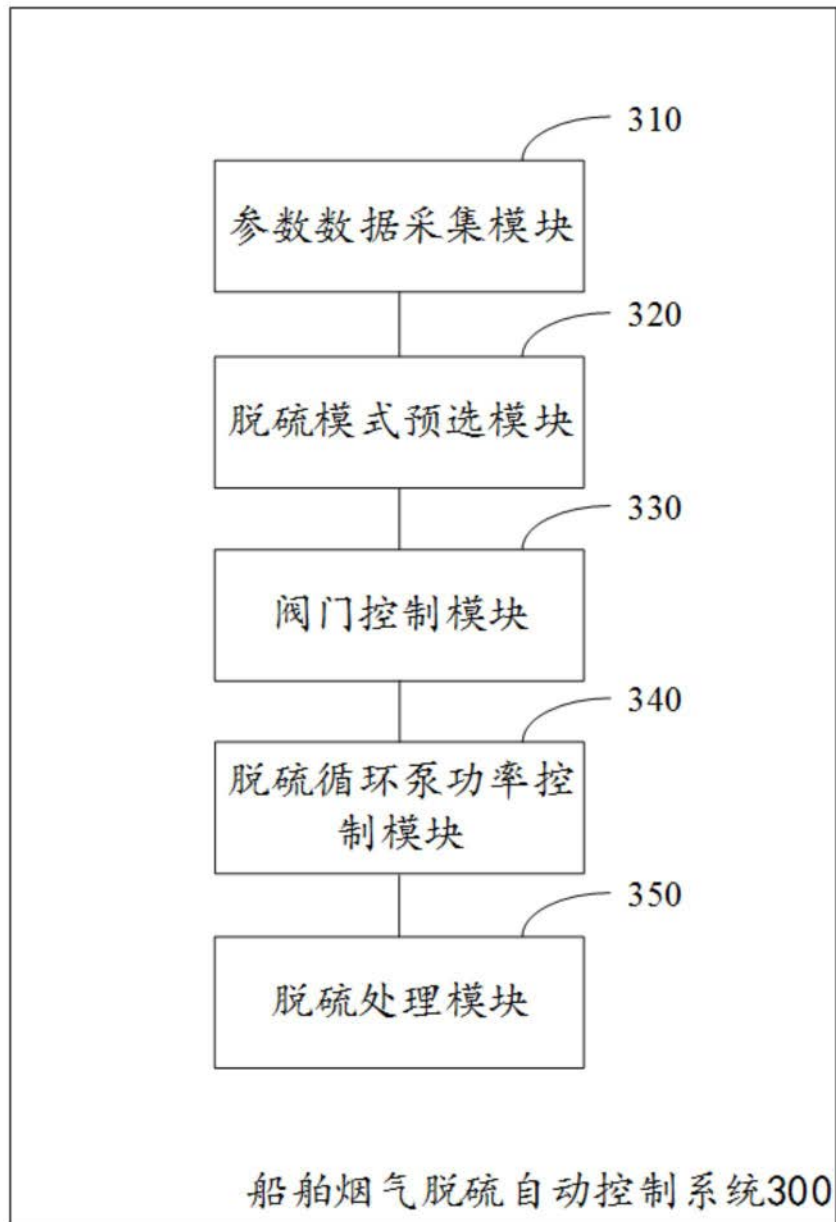 310
参数数据采集模块
320
脱硫模式预选模块
330
阀门控制模块
340
脱硫循环泵功率控
制模块
350
脱硫处理模块
船舶烟气脱硫自动控制系统300